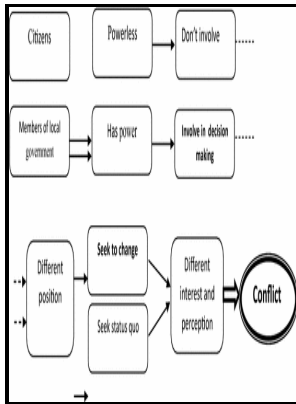 Citizens
Powerless
Don't involve
Members of local
government
Has power
Involve in decision
making
Different
position
Seek to change
Seek status quo
Different
interest and
perception
Conflict